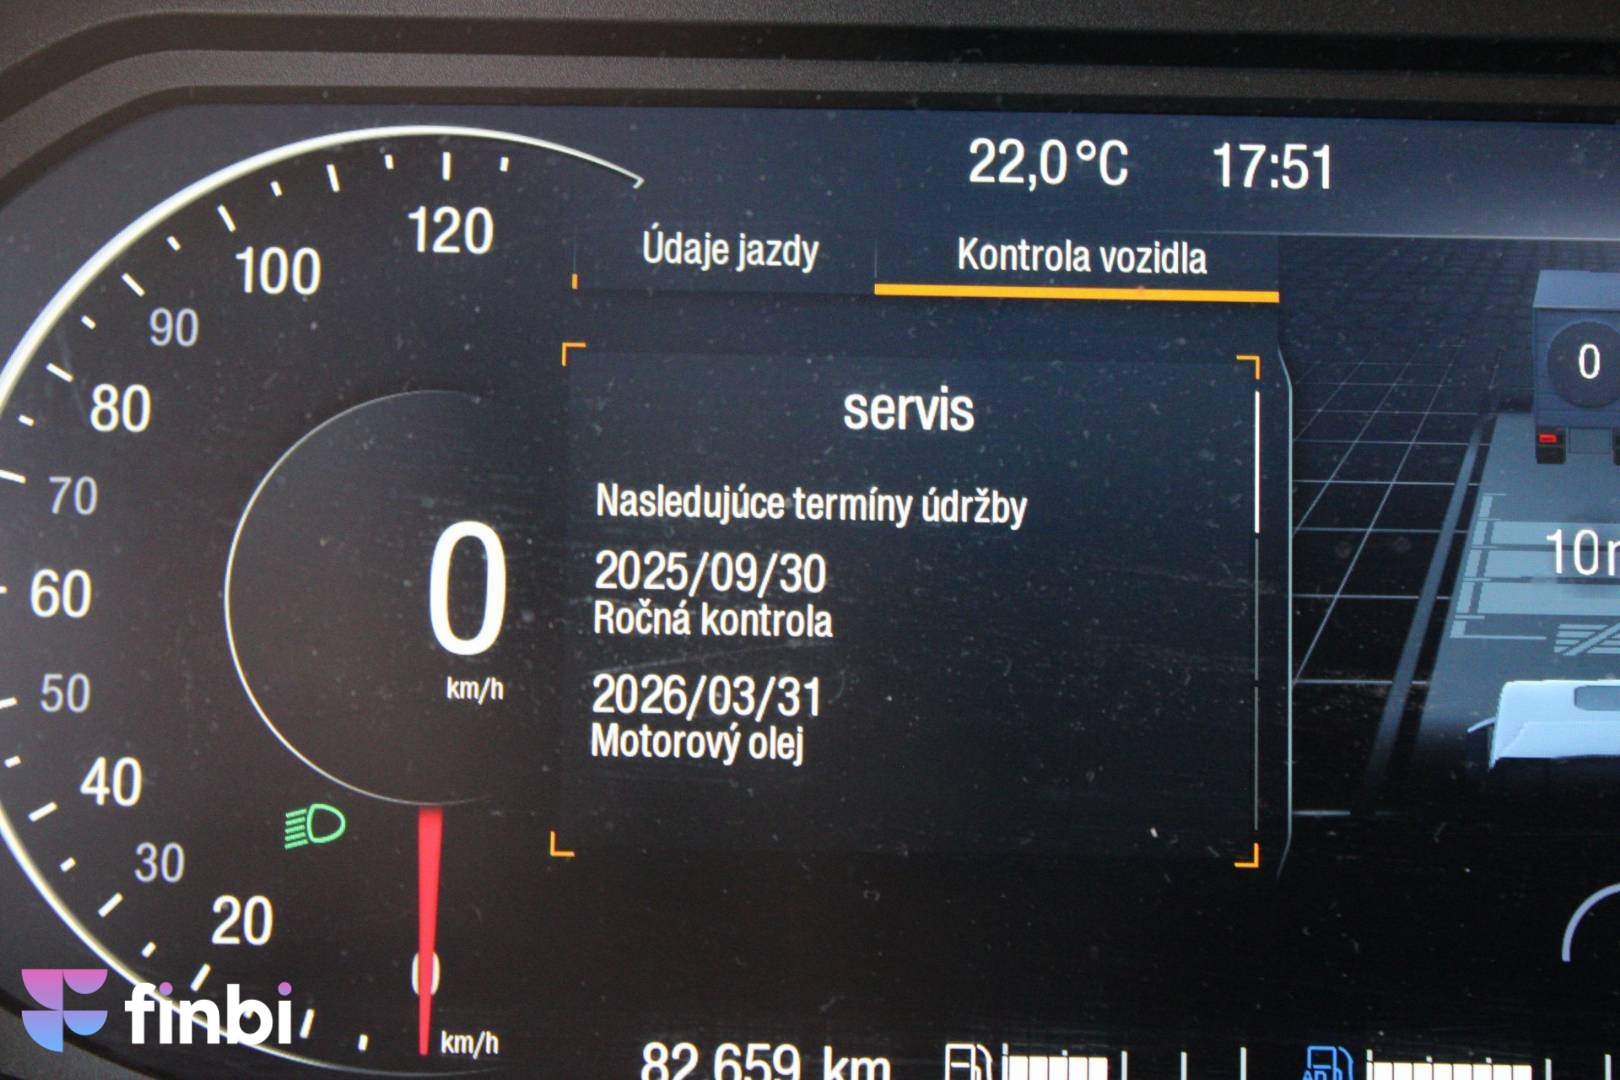 22,0°C 17:51
Údaje jazdy Kontrola vozidla
servis
Nasledujúce termíny údržby
2025/09/30
Ročná kontrola
2026/03/31
Motorový olej
120
100
90
80
70
60
50
40
30
20
0
km/h
0
km/h
82.659 km
0
finbi